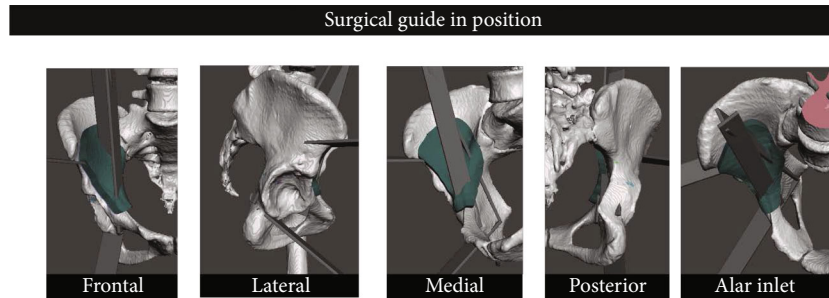 Surgical guide in position
Frontal
Lateral
Medial
Posterior
Alar inlet